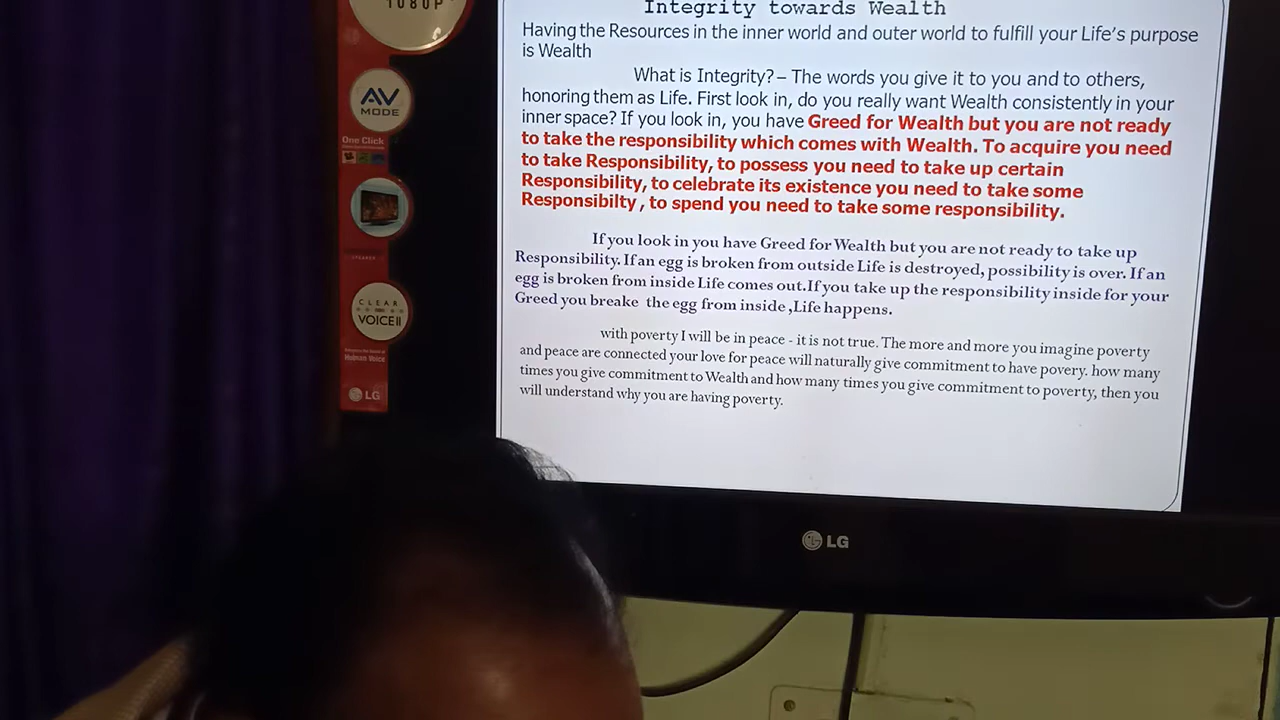 1080P
AV
MODE
One Click
CLEAR
VOICE II
Human Voice
LG
Integrity towards Wealth
Having the Resources in the inner world and outer world to fulfill your Life's purpose
is Wealth
What is Integrity? – The words you give it to you and to others,
honoring them as Life. First look in, do you really want Wealth consistently in your
inner space? If you look in, you have Greed for Wealth but you are not ready
to take the responsibility which comes with Wealth. To acquire you need
to take Responsibility, to possess you need to take up certain
Responsibility, to celebrate its existence you need to take some
Responsibilty , to spend you need to take some responsibility.
If you look in you have Greed for Wealth but you are not ready to take up
Responsibility. If an egg is broken from outside Life is destroyed, possibility is over. If an
egg is broken from inside Life comes out.If you take up the responsibility inside for your
Greed you breake the egg from inside ,Life happens.
with poverty I will be in peace - it is not true. The more and more you imagine poverty
and peace are connected your love for peace will naturally give commitment to have povery. how many
times you give commitment to Wealth and how many times you give commitment to poverty, then you
will understand why you are having poverty.
LG